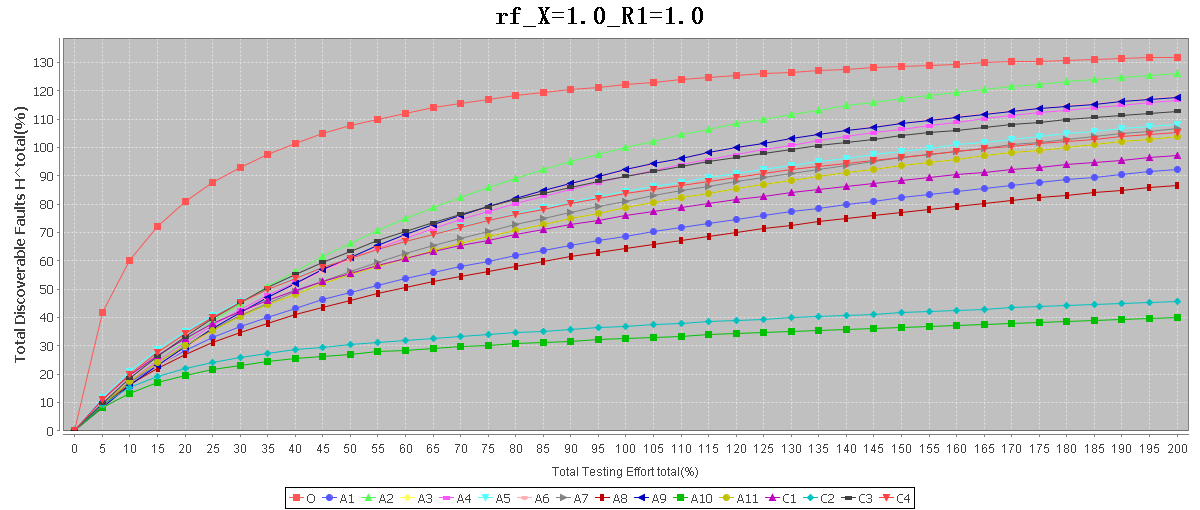 rf_X=1.0_R1=1.0
Total Discoverable Faults H^total(%)
130
120
110
100
90
80
70
60
50
40
30
20
10
0
0 5 10 15 20 25 30 35 40 45 50 55 60 65 70 75 80 85 90 95 100 105 110 115 120 125 130 135 140 145 150 155 160 165 170 175 180 185 190 195 200
Total Testing Effort total(%)
O A1 A2 A3 A4 A5 A6 A7 A8 A9 A10 A11 C1 C2 C3 C4